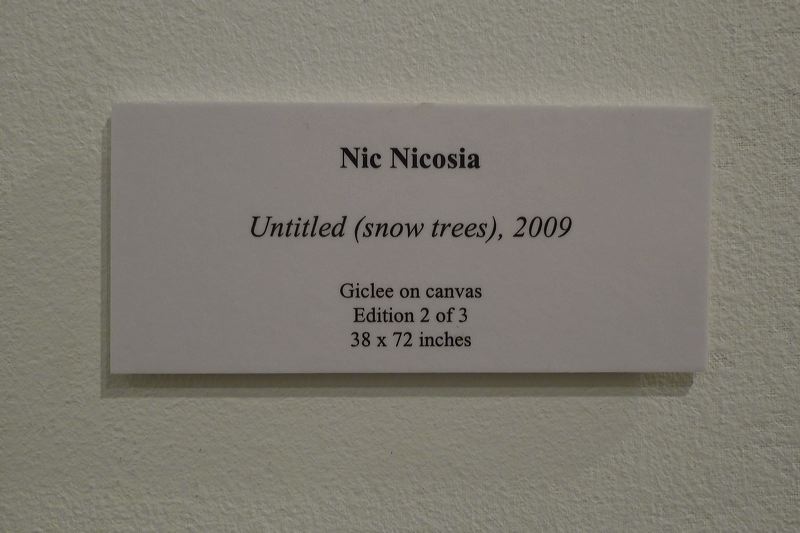 Nic Nicosia
Untitled (snow trees), 2009
Giclee on canvas
Edition 2 of 3
38 x 72 inches